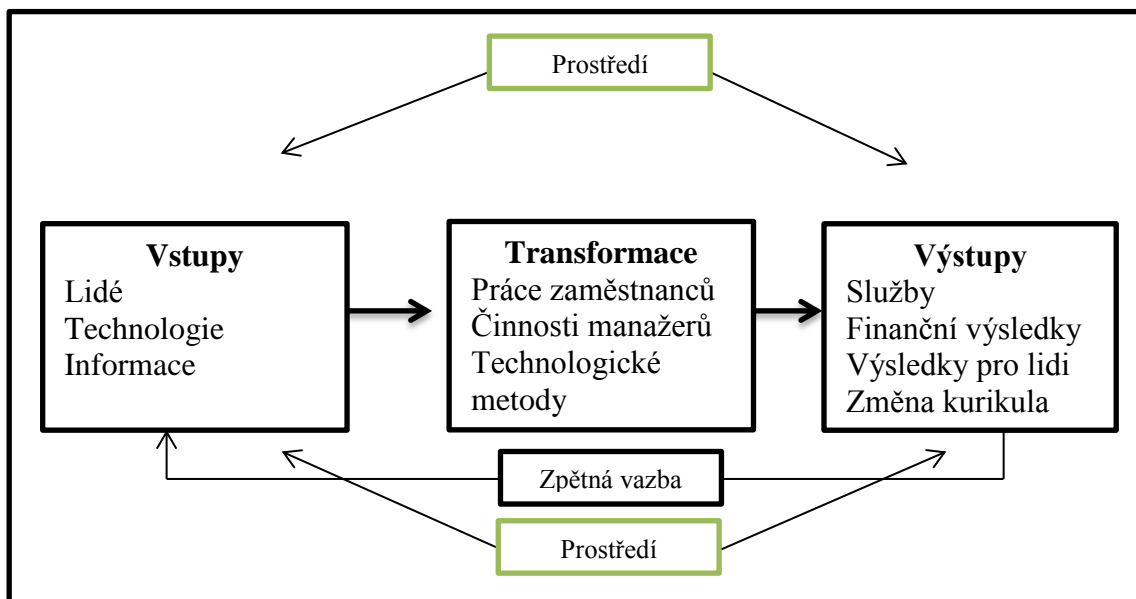 Prostředí
Vstupy
Lidé
Technologie
Informace
Transformace
Práce zaměstnanců
Činnosti manažerů
Technologické
metody
Výstupy
Služby
Finanční výsledky
Výsledky pro lidi
Změna kurikula
Zpětná vazba
Prostředí